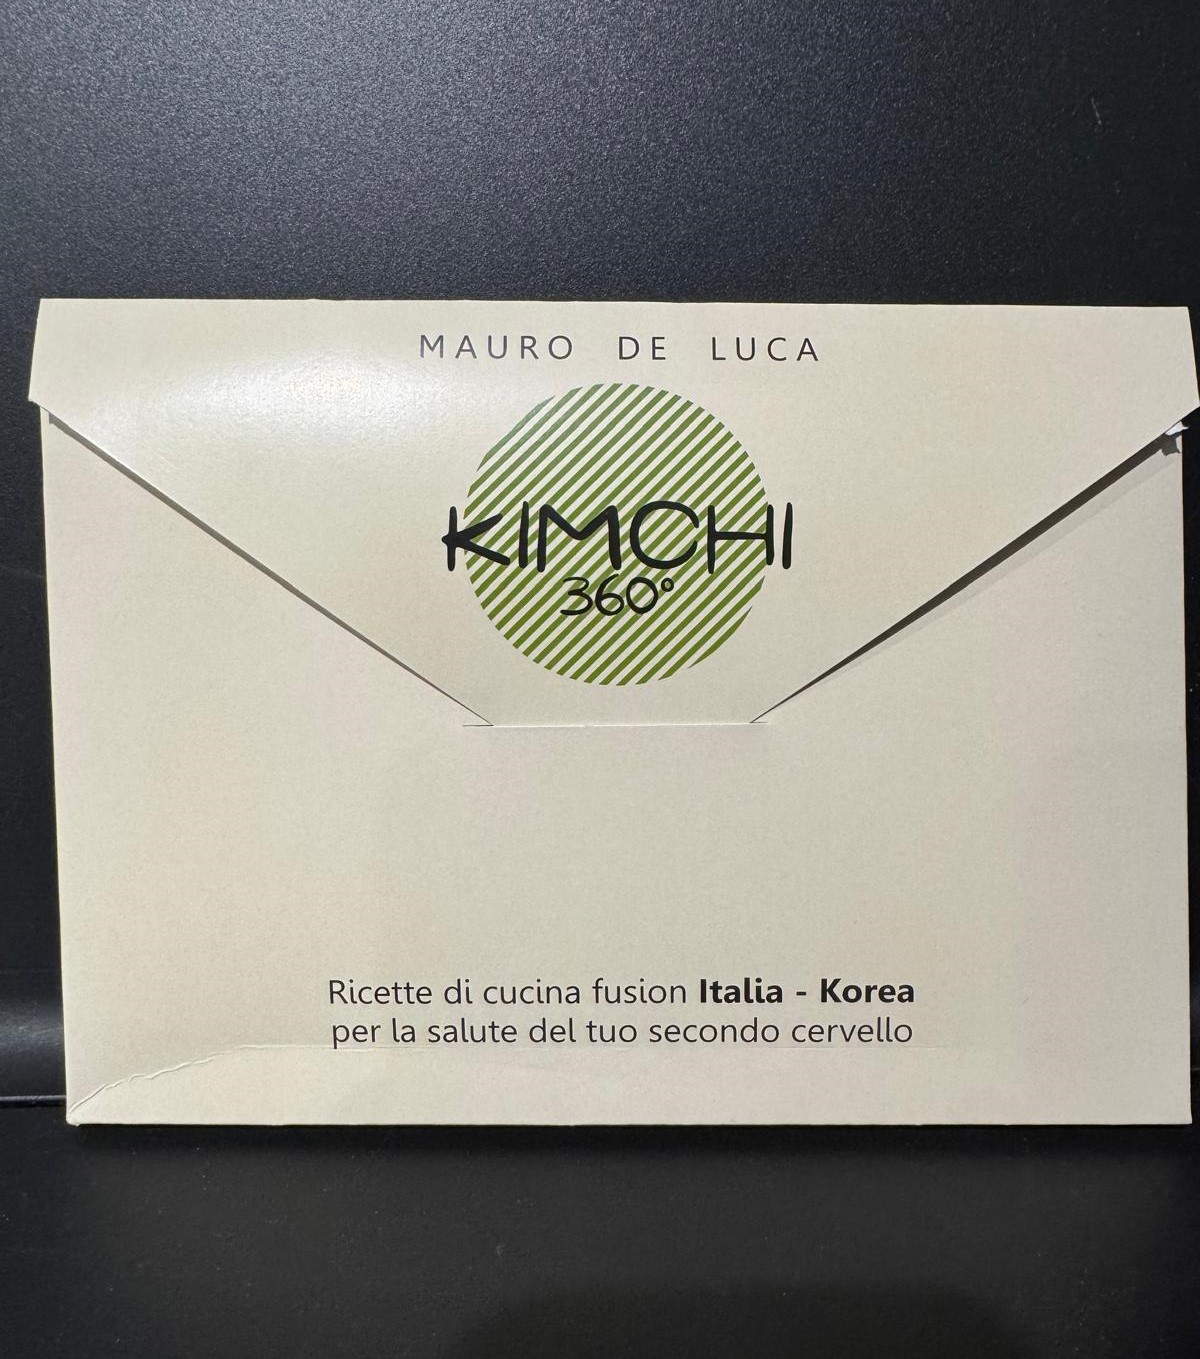 MAURO DE LUCA
KIMCHI
360°
Ricette di cucina fusion Italia - Korea
per la salute del tuo secondo cervello